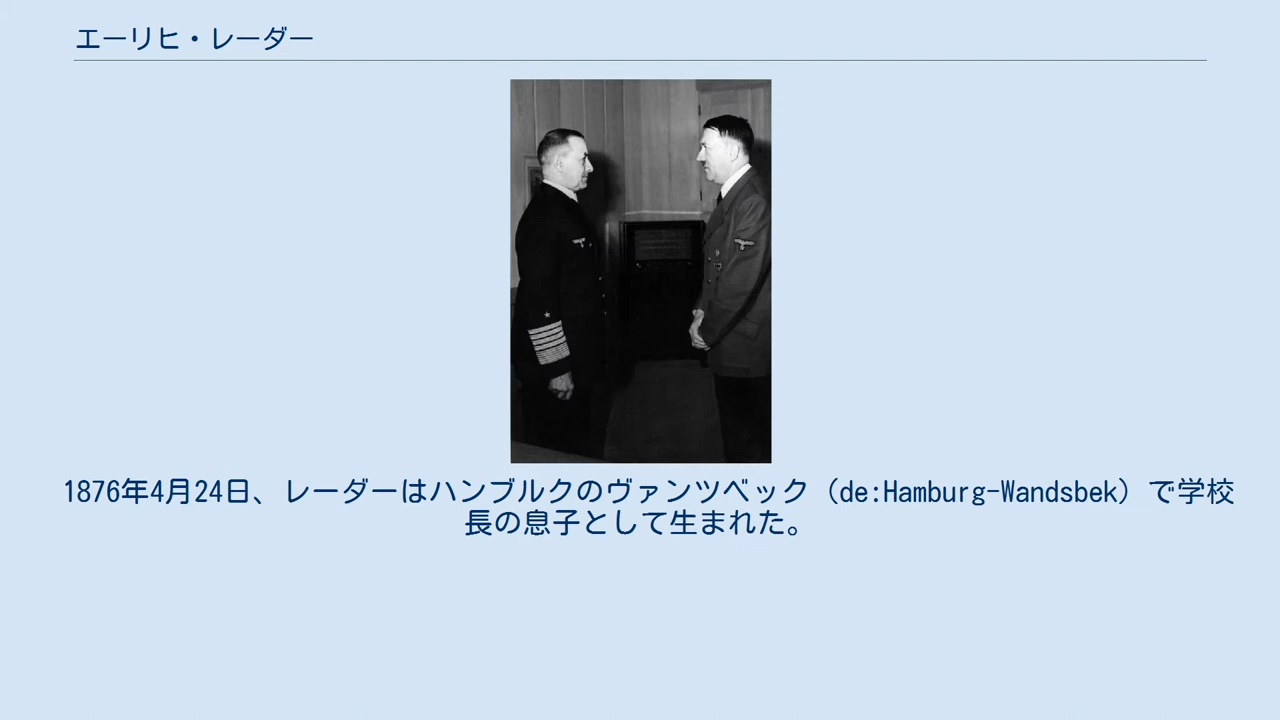 エーリヒ・レーダー
1876年4月24日、レーダーはハンブルクのヴァンツベック（de:Hamburg-Wandsbek）で学校
長の息子として生まれた。